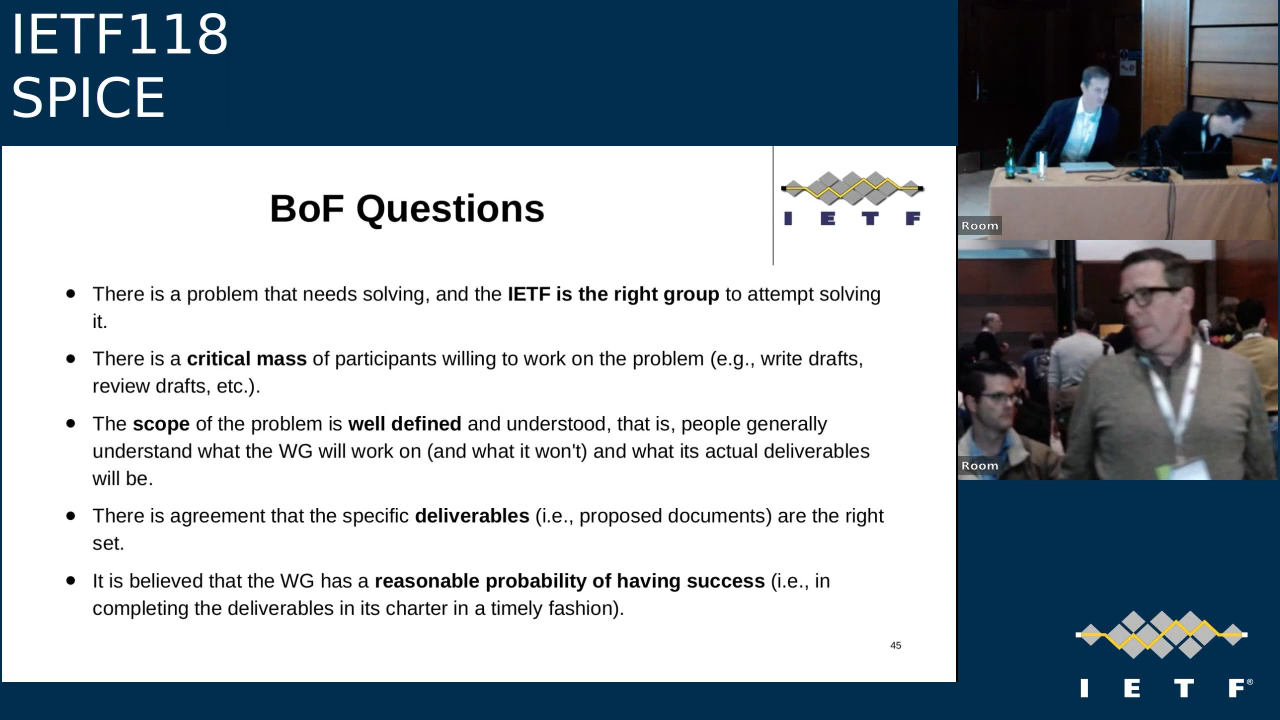 IETF118
SPICE
BoF Questions
I E T F
● There is a problem that needs solving, and the IETF is the right group to attempt solving
it.
● There is a critical mass of participants willing to work on the problem (e.g., write drafts,
review drafts, etc.).
● The scope of the problem is well defined and understood, that is, people generally
understand what the WG will work on (and what it won't) and what its actual deliverables
will be.
● There is agreement that the specific deliverables (i.e., proposed documents) are the right
set.
● It is believed that the WG has a reasonable probability of having success (i.e., in
completing the deliverables in its charter in a timely fashion).
45
Room
Room
I E T F®